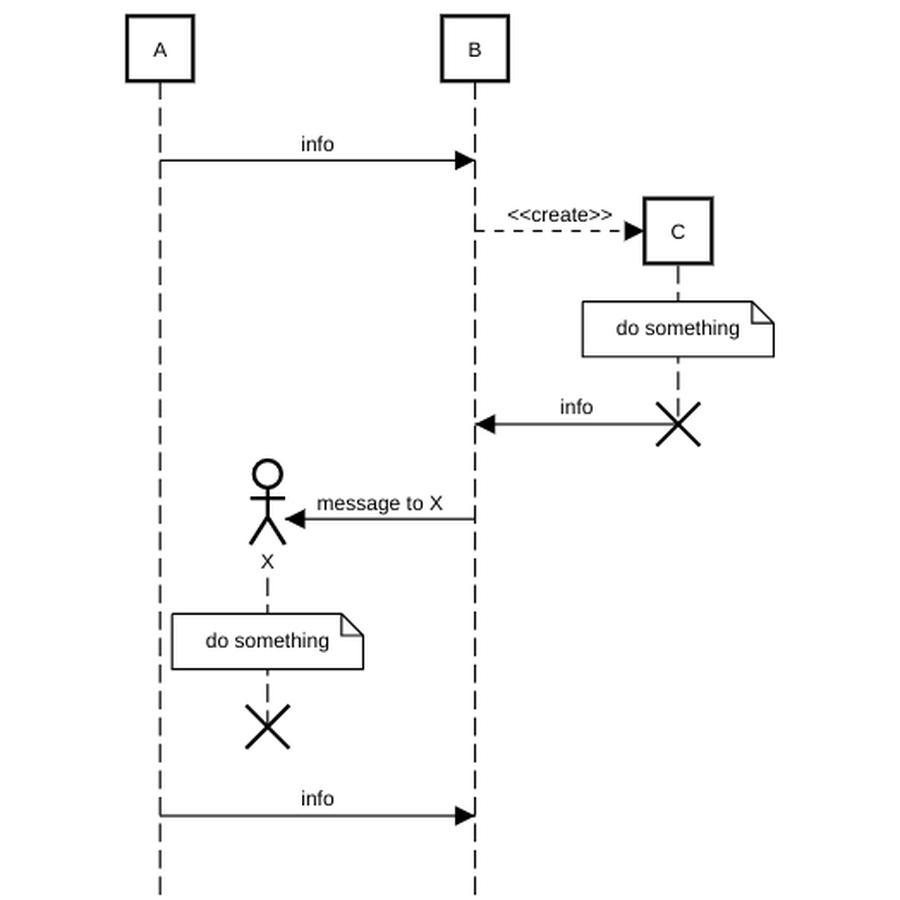 A
B
info
<<create>>
C
do something
info
message to X
X
do something
info